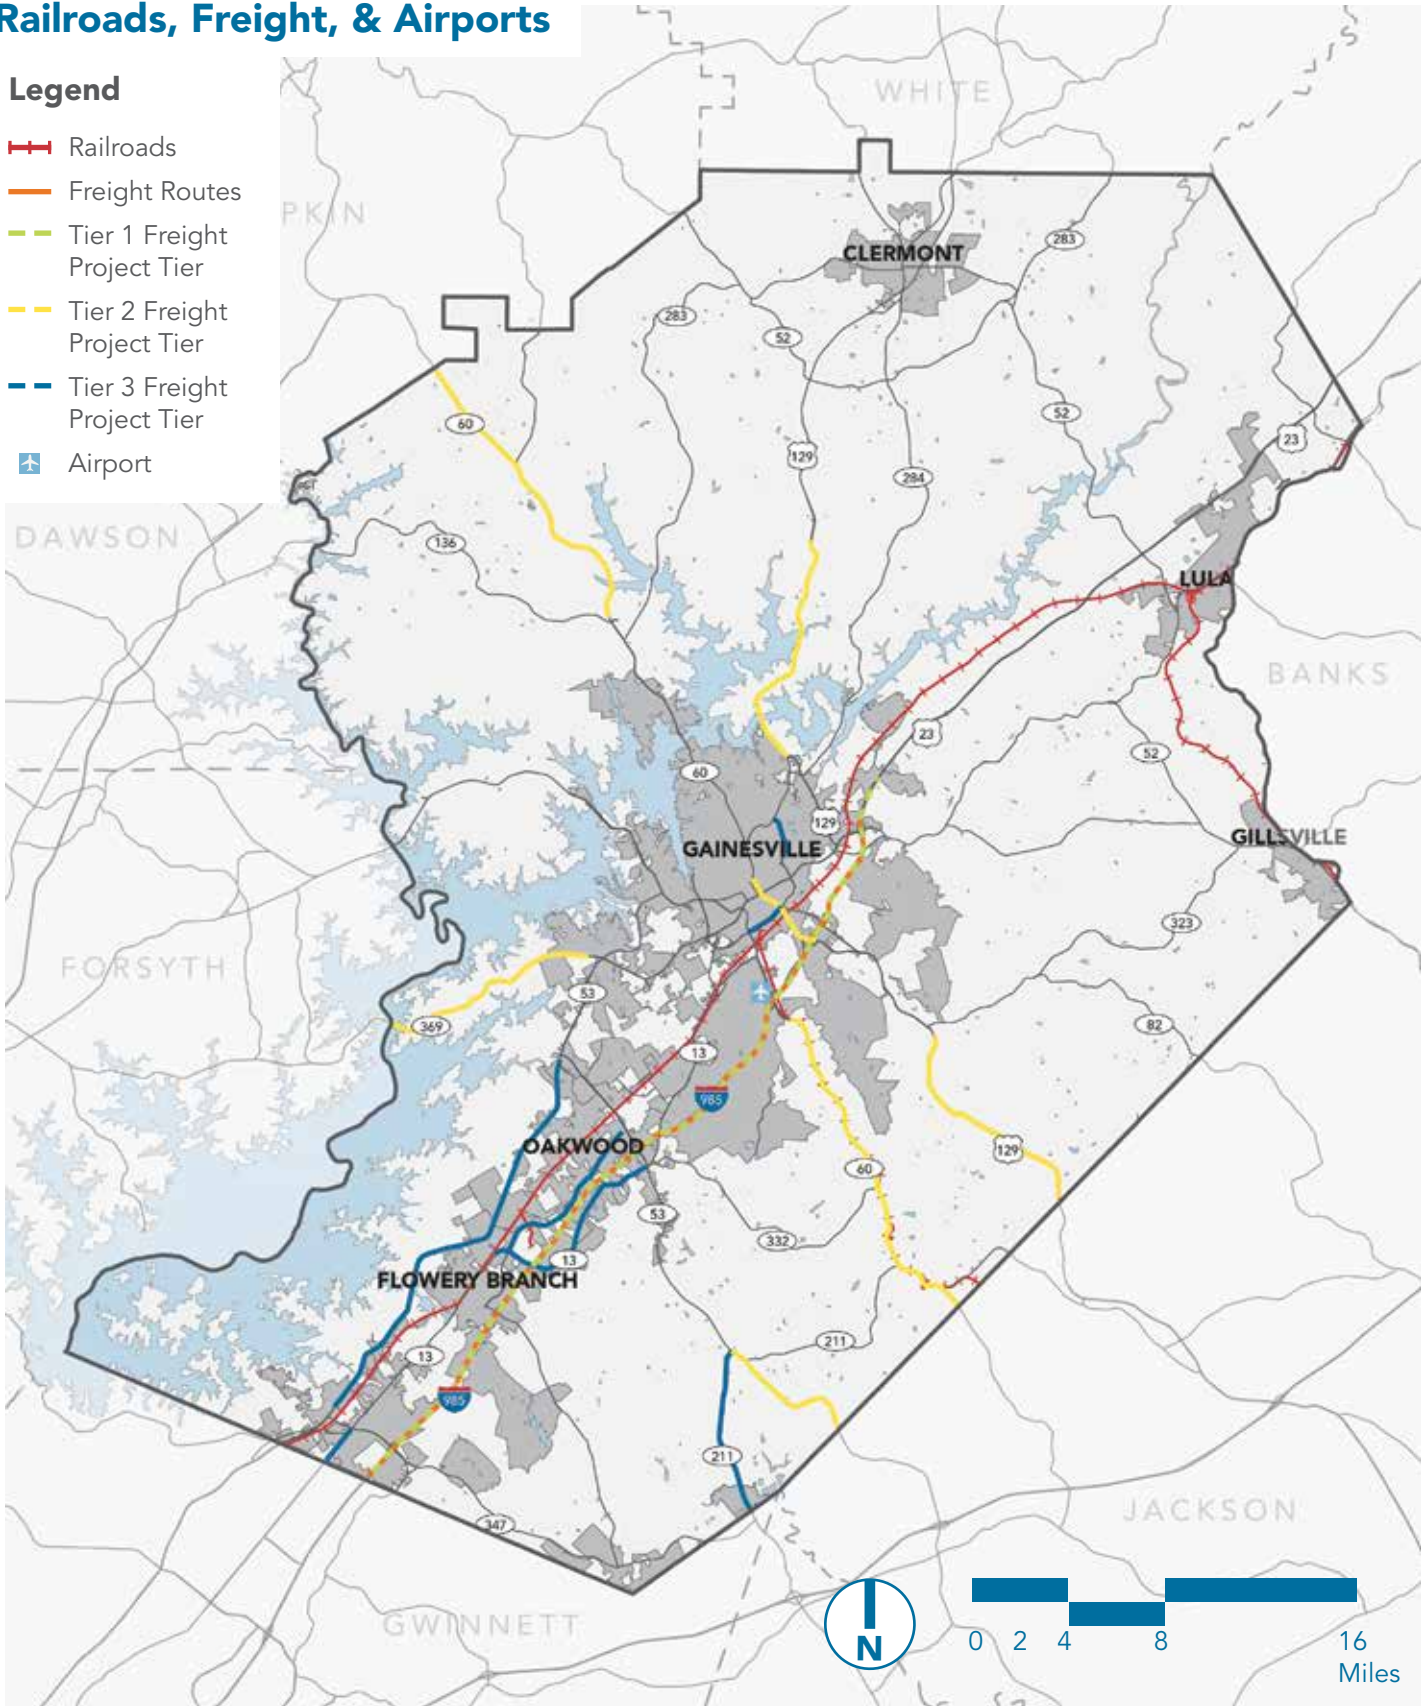 Railroads, Freight, & Airports
Legend
Railroads
Freight Routes
Tier 1 Freight
Project Tier
Tier 2 Freight
Project Tier
Tier 3 Freight
Project Tier
Airport
WHITE
PKIN
CLERMONT
283
283
52
60
52
23
129
284
DAWSON
136
LULA
BANKS
23
52
60
129
GAINESVILLE
GILLSVILLE
323
FORSYTH
53
369
82
13
985
OAKWOOD
129
60
53
332
13
FLOWERY BRANCH
211
13
985
211
JACKSON
347
GWINNETT
N
0 2 4 8 16
Miles